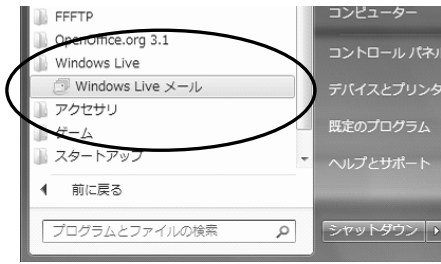 FFFTP
OpenOffice.org 3.1
Windows Live
Windows Live メール
アクセサリ
ゲーム
スタートアップ
前に戻る
プログラムとファイルの検索
コンピューター
コントロール パネル
デバイスとプリンタ
既定のプログラム
ヘルプとサポート
シャットダウン